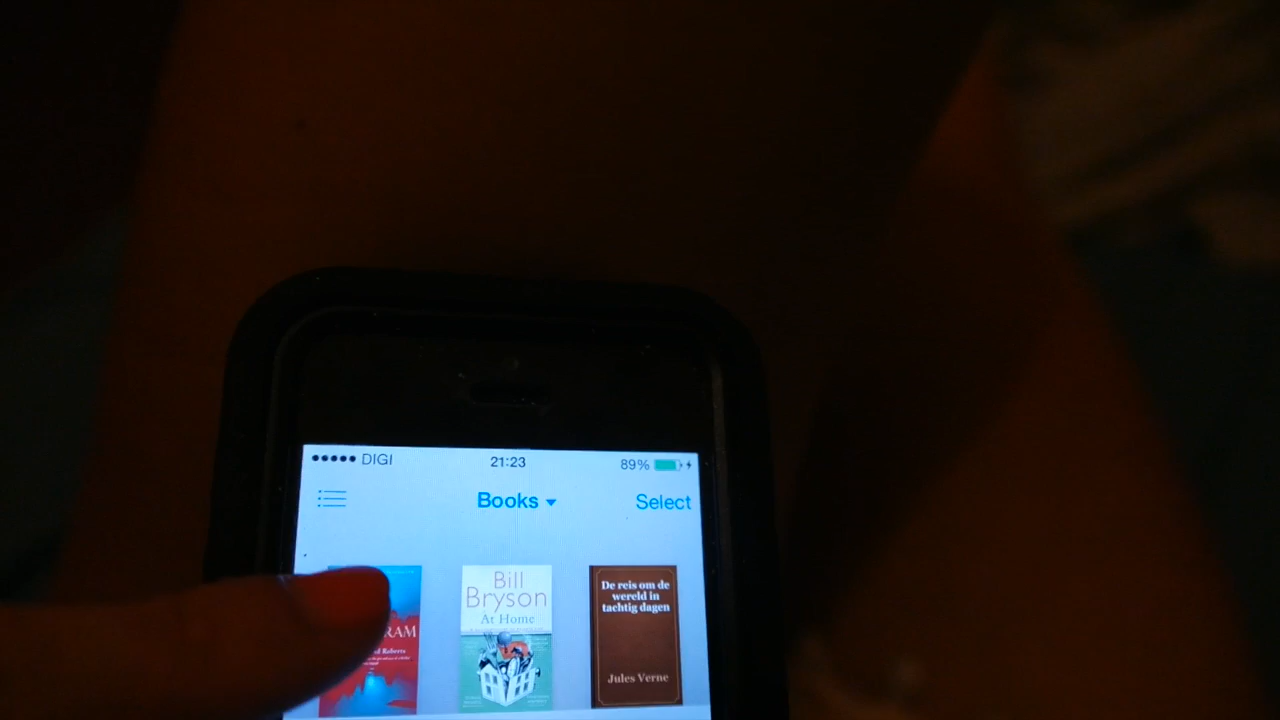 DIGI 21:23 89%
Books Select
RAM
Roberts
Bill
Bryson
At Home
De reis om de
wereld in
tachtig dagen
Jules Verne